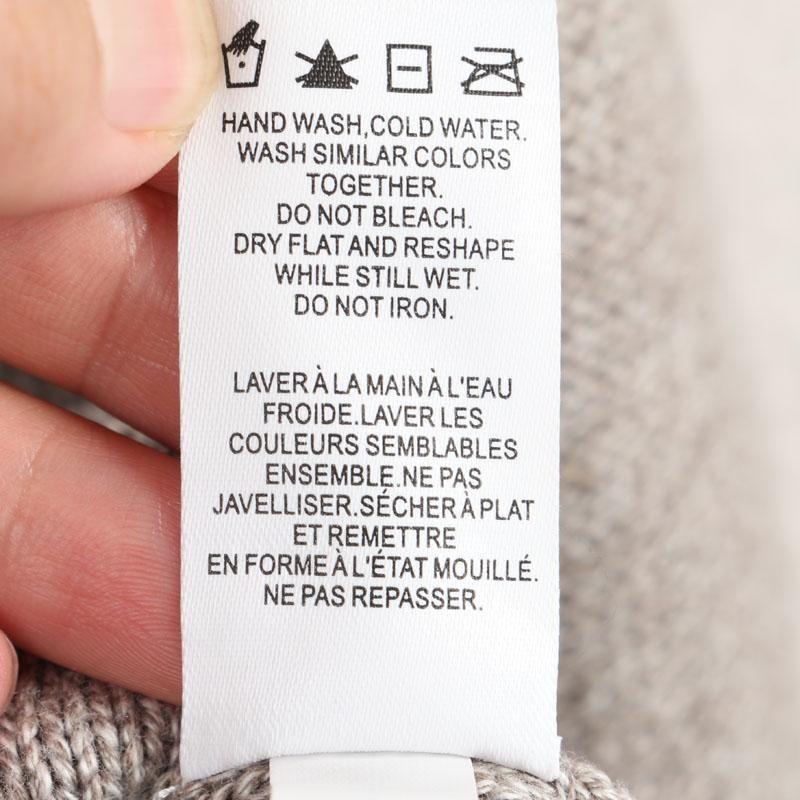 HAND WASH,COLD WATER.
WASH SIMILAR COLORS
TOGETHER.
DO NOT BLEACH.
DRY FLAT AND RESHAPE
WHILE STILL WET.
DO NOT IRON.
LAVER À LA MAIN À L'EAU
FROIDE.LAVER LES
COULEURS SEMBLABLES
ENSEMBLE.NE PAS
JAVELLISER.SÉCHER À PLAT
ET REMETTRE
EN FORME À L'ÉTAT MOUILLÉ.
NE PAS REPASSER.